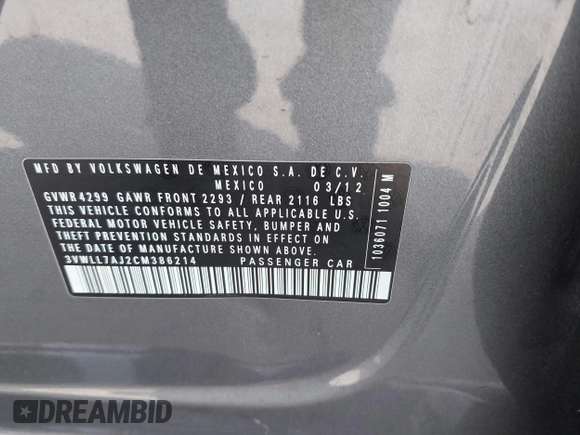 MFD BY VOLKSWAGEN DE MEXICO S.A. DE C.V.
MEXICO 03/12
GVWR4299 GAWR FRONT 2293 / REAR 2116 LBS
THIS VEHICLE CONFORMS TO ALL APPLICABLE U.S.
FEDERAL MOTOR VEHICLE SAFETY, BUMPER AND
THEFT PREVENTION STANDARDS IN EFFECT ON
THE DATE OF MANUFACTURE SHOWN ABOVE.
3VWLL7AJ2CM386214 PASSENGER CAR
1036071 1004 M
DREAMBID